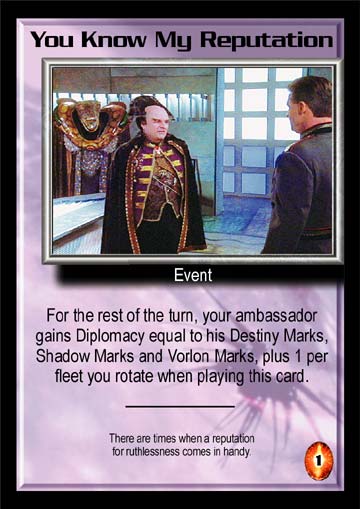 You Know My Reputation
Event
For the rest of the turn, your ambassador
gains Diplomacy equal to his Destiny Marks,
Shadow Marks and Vorlon Marks, plus 1 per
fleet you rotate when playing this card.
There are times when a reputation
for ruthlessness comes in handy.
1